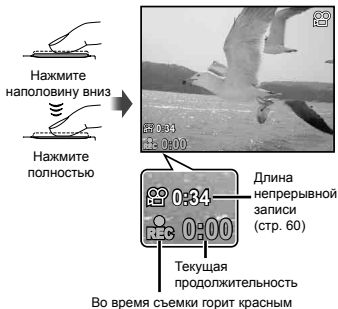 Нажмите
наполовину вниз
Нажмите
полностью
0:34
REC 0:00
0:34
REC 0:00
Длина
непрерывной
записи
(стр. 60)
Текущая
продолжительность
Во время съемки горит красным